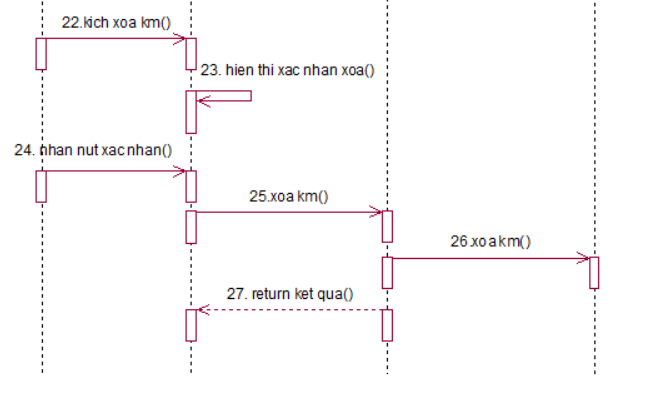 22.kich xoa km()
23. hien thi xac nhan xoa()
24. nhan nut xac nhan()
25.xoa km()
26.xoa km()
27. return ket qua()